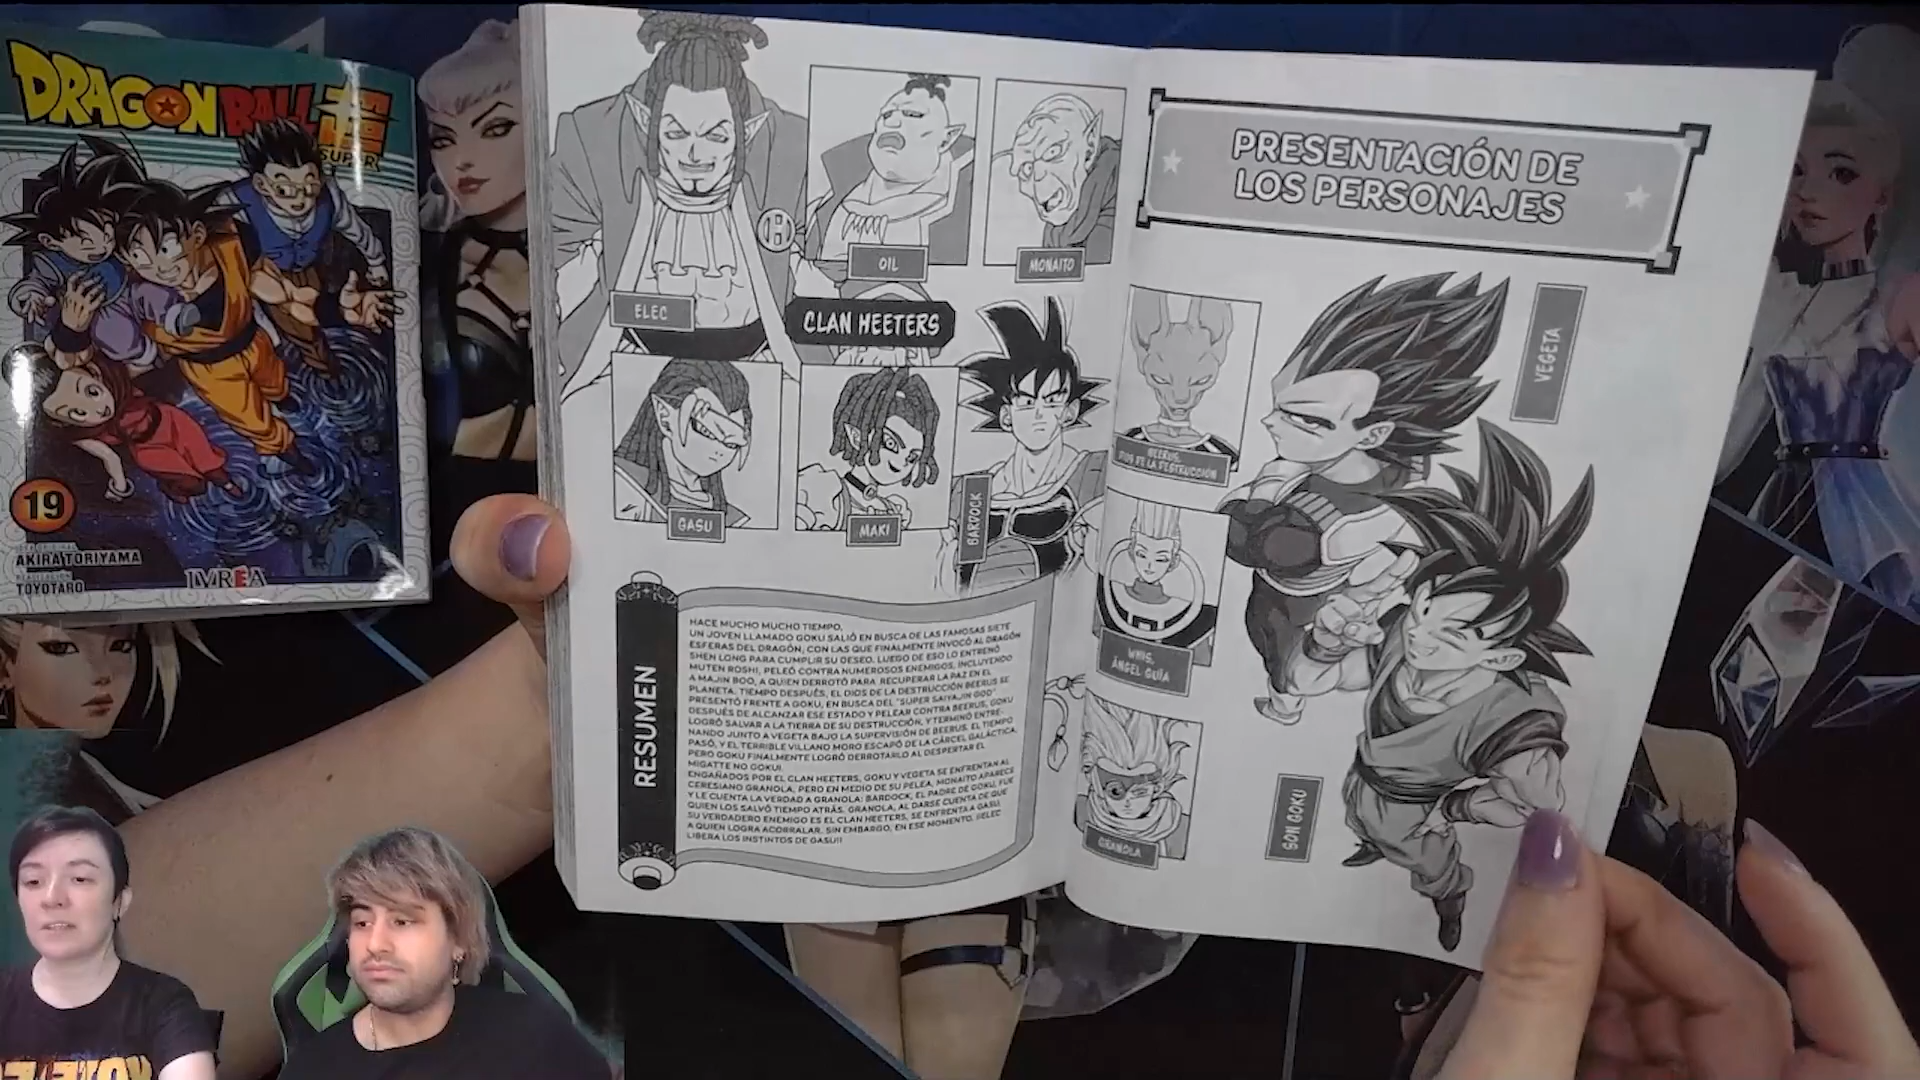 DRAGON BALL
SUPER
19
AKIRA TORIYAMA
TOYOTARO
IVREA
OIL
MONAITO
ELEC
CLAN HEETERS
GASU
MAKI
BARDOCK
RESUMEN
HACE MUCHO MUCHO TIEMPO,
UN JOVEN LLAMADO GOKU SALIÓ EN BUSCA DE LAS FAMOSAS SIETE
ESFERAS DEL DRAGÓN, CON LAS QUE FINALMENTE INVOCÓ AL DRAGÓN
SHEN LONG PARA CUMPLIR SU DESEO. LUEGO DE ESO LO ENTRENÓ
MUTEN ROSHI, PELEÓ CONTRA NUMEROSOS ENEMIGOS, INCLUYENDO
A MAJIN BOO, A QUIEN DERROTÓ PARA RECUPERAR LA PAZ EN EL
PLANETA. TIEMPO DESPUÉS, EL DIOS DE LA DESTRUCCIÓN BEERUS SE
PRESENTÓ FRENTE A GOKU, EN BUSCA DEL "SUPER SAIYAJIN GOD".
DESPUÉS DE ALCANZAR ESE ESTADO Y PELEAR CONTRA BEERUS, GOKU
LOGRÓ SALVAR A LA TIERRA DE SU DESTRUCCIÓN, Y TERMINÓ ENTRE-
NANDO JUNTO A VEGETA BAJO LA SUPERVISIÓN DE BEERUS. EL TIEMPO
PASÓ, Y EL TERRIBLE VILLANO MORO ESCAPÓ DE LA CÁRCEL GALÁCTICA,
PERO GOKU FINALMENTE LOGRÓ DERROTARLO AL DESPERTAR EL
MIGATTE NO GOKUI.
ENGAÑADOS POR EL CLAN HEETERS, GOKU Y VEGETA SE ENFRENTAN AL
CERESIANO GRANOLA, PERO EN MEDIO DE SU PELEA, MONAITO APARECE
Y LE CUENTA LA VERDAD A GRANOLA: BARDOCK, EL PADRE DE GOKU, FUE
QUIEN LOS SALVÓ TIEMPO ATRÁS. GRANOLA, AL DARSE CUENTA DE QUE
SU VERDADERO ENEMIGO ES EL CLAN HEETERS, SE ENFRENTA A GASU,
A QUIEN LOGRA ACORRALAR. SIN EMBARGO, EN ESE MOMENTO, ¡¡ELEC
LIBERA LOS INSTINTOS DE GASU!!
PRESENTACIÓN DE
LOS PERSONAJES
VEGETA
BEERUS,
DIOS DE LA DESTRUCCIÓN
WHIS,
ÁNGEL GUÍA
GRANOLA
SON GOKU